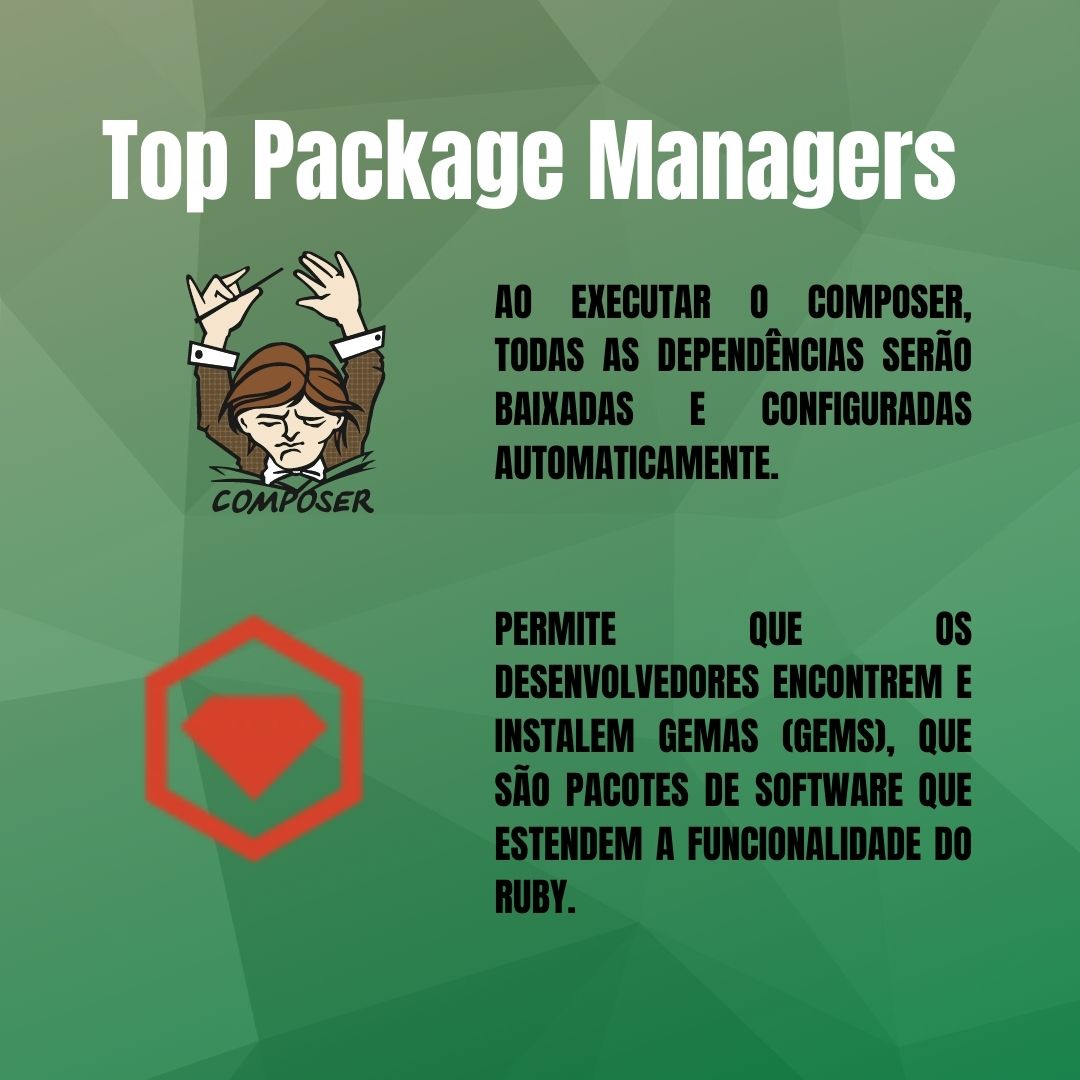 Top Package Managers
AO EXECUTAR O COMPOSER,
TODAS AS DEPENDÊNCIAS SERÃO
BAIXADAS E CONFIGURADAS
AUTOMATICAMENTE.
COMPOSER
PERMITE QUE OS
DESENVOLVEDORES ENCONTREM E
INSTALEM GEMAS (GEMS), QUE
SÃO PACOTES DE SOFTWARE QUE
ESTENDEM A FUNCIONALIDADE DO
RUBY.